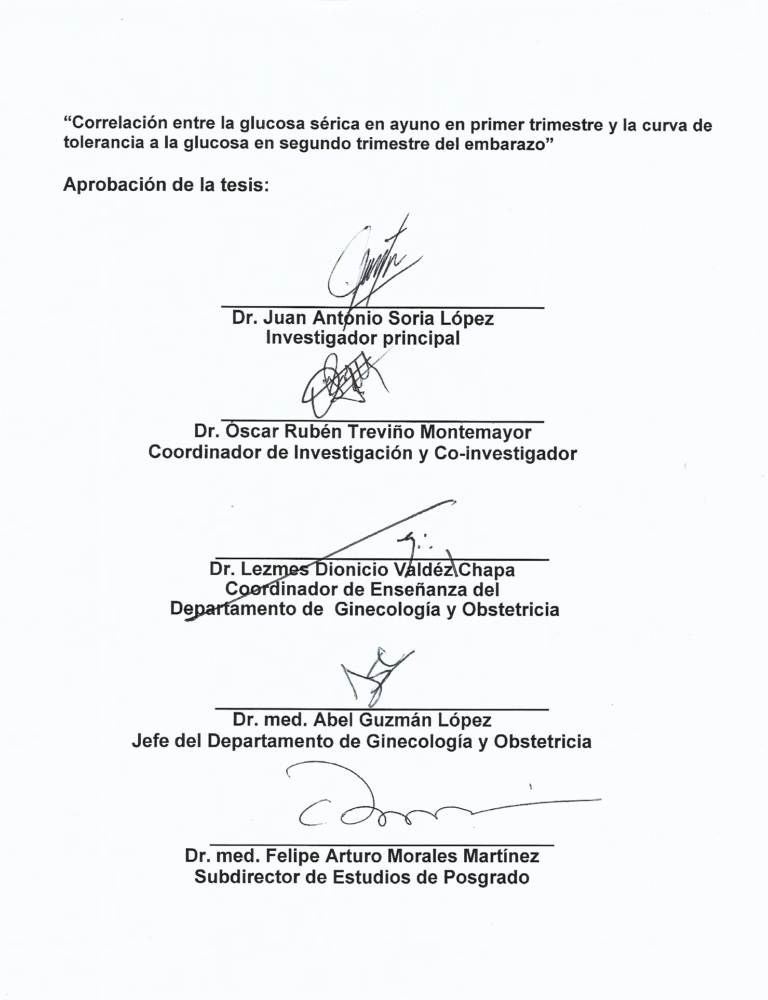 “Correlación entre la glucosa sérica en ayuno en primer trimestre y la curva de
tolerancia a la glucosa en segundo trimestre del embarazo”
Aprobación de la tesis:
Dr. Juan Antonio Soria López
Investigador principal
Dr. Óscar Rubén Treviño Montemayor
Coordinador de Investigación y Co-investigador
Dr. Lezmes Dionicio Valdéz Chapa
Coordinador de Enseñanza del
Departamento de Ginecología y Obstetricia
Dr. med. Abel Guzmán López
Jefe del Departamento de Ginecología y Obstetricia
Dr. med. Felipe Arturo Morales Martínez
Subdirector de Estudios de Posgrado